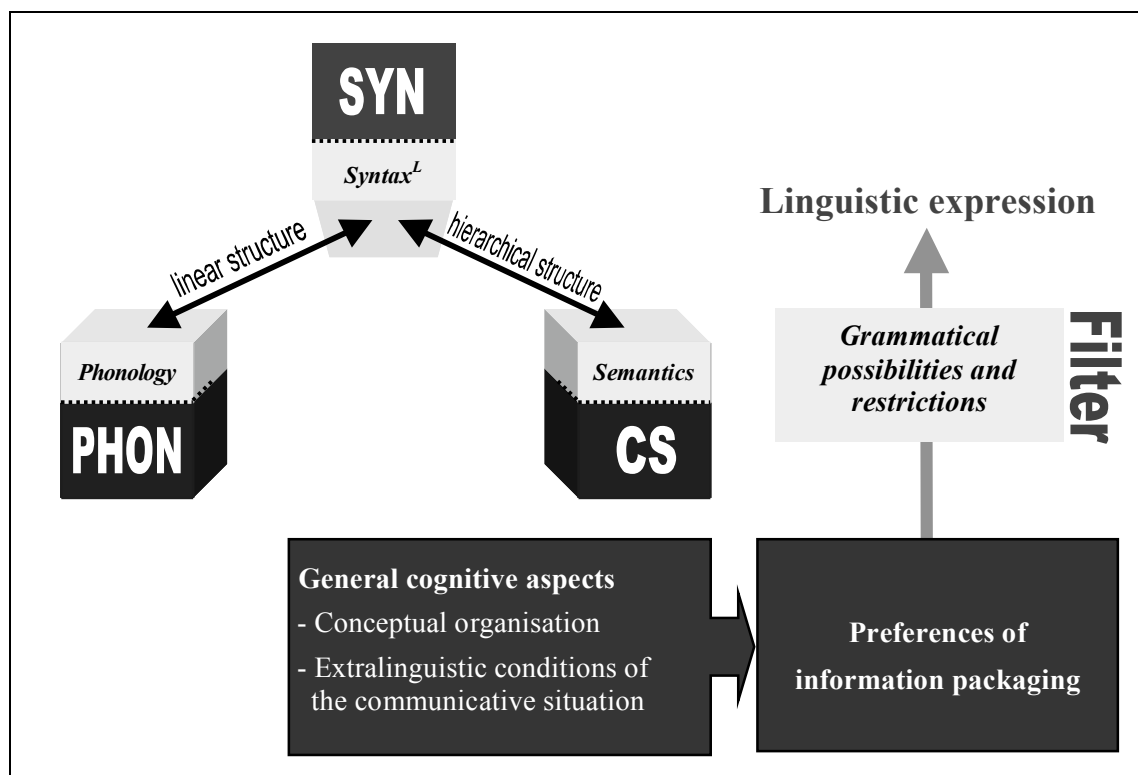 SYN
Syntax^L
linear structure
hierarchical structure
Phonology
PHON
Semantics
CS
Linguistic expression
Grammatical
possibilities and
restrictions
Filter
General cognitive aspects
- Conceptual organisation
- Extralinguistic conditions of
the communicative situation
Preferences of
information packaging